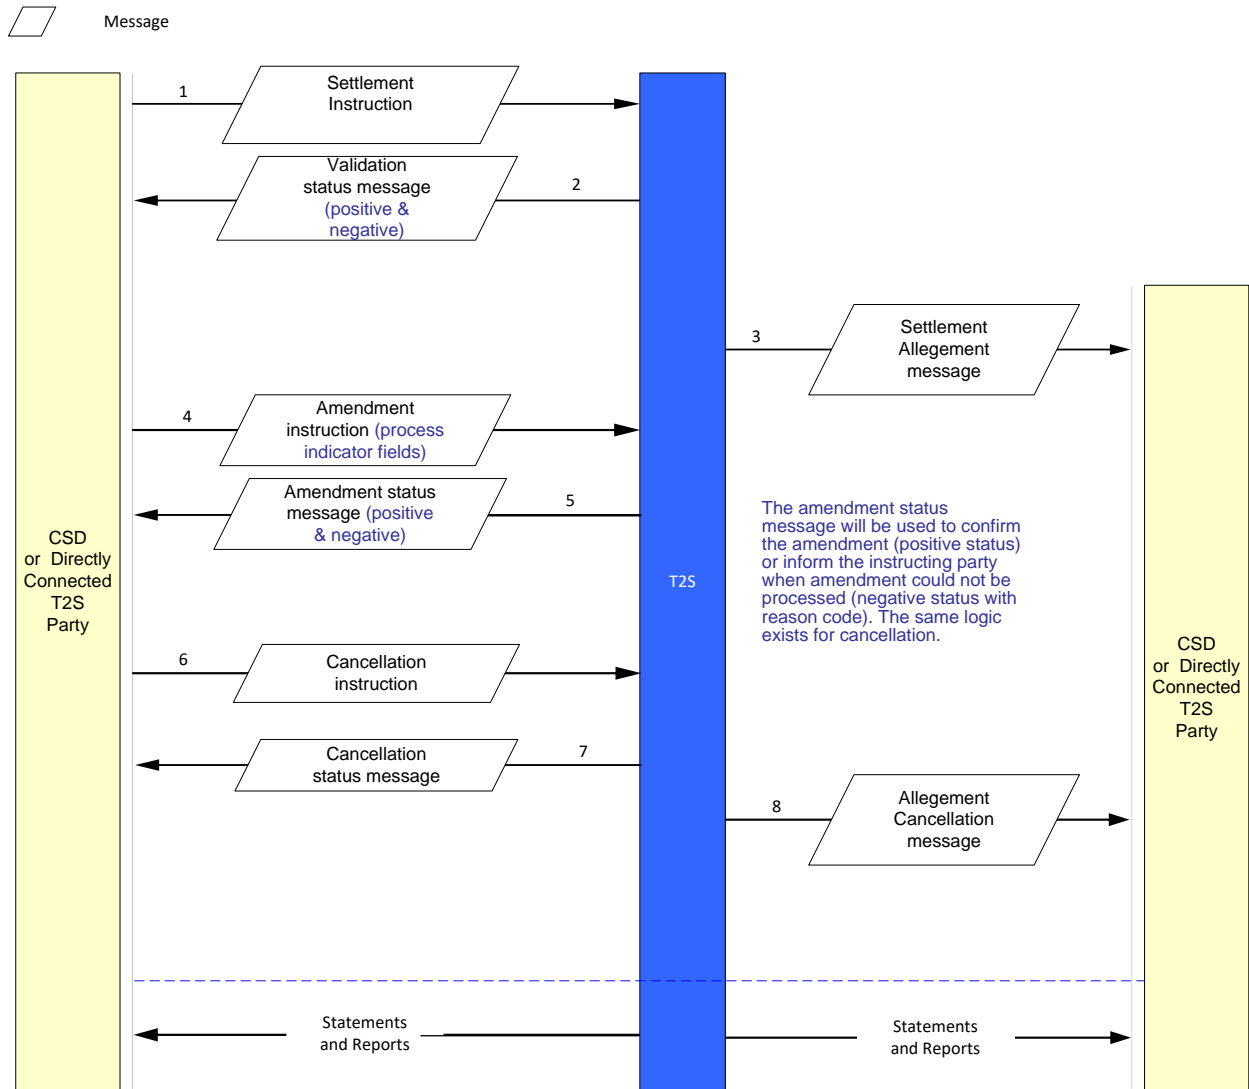 Message
1
Settlement
Instruction
Validation
status message
(positive &
negative)
2
3
Settlement
Allegement
message
4
Amendment
instruction (process
indicator fields)
Amendment status
message (positive
& negative)
5
The amendment status
message will be used to confirm
the amendment (positive status)
or inform the instructing party
when amendment could not be
processed (negative status with
reason code). The same logic
exists for cancellation.
CSD
or Directly
Connected
T2S
Party
T2S
CSD
or Directly
Connected
T2S
Party
6
Cancellation
instruction
Cancellation
status message
7
8
Allegement
Cancellation
message
Statements
and Reports
Statements
and Reports